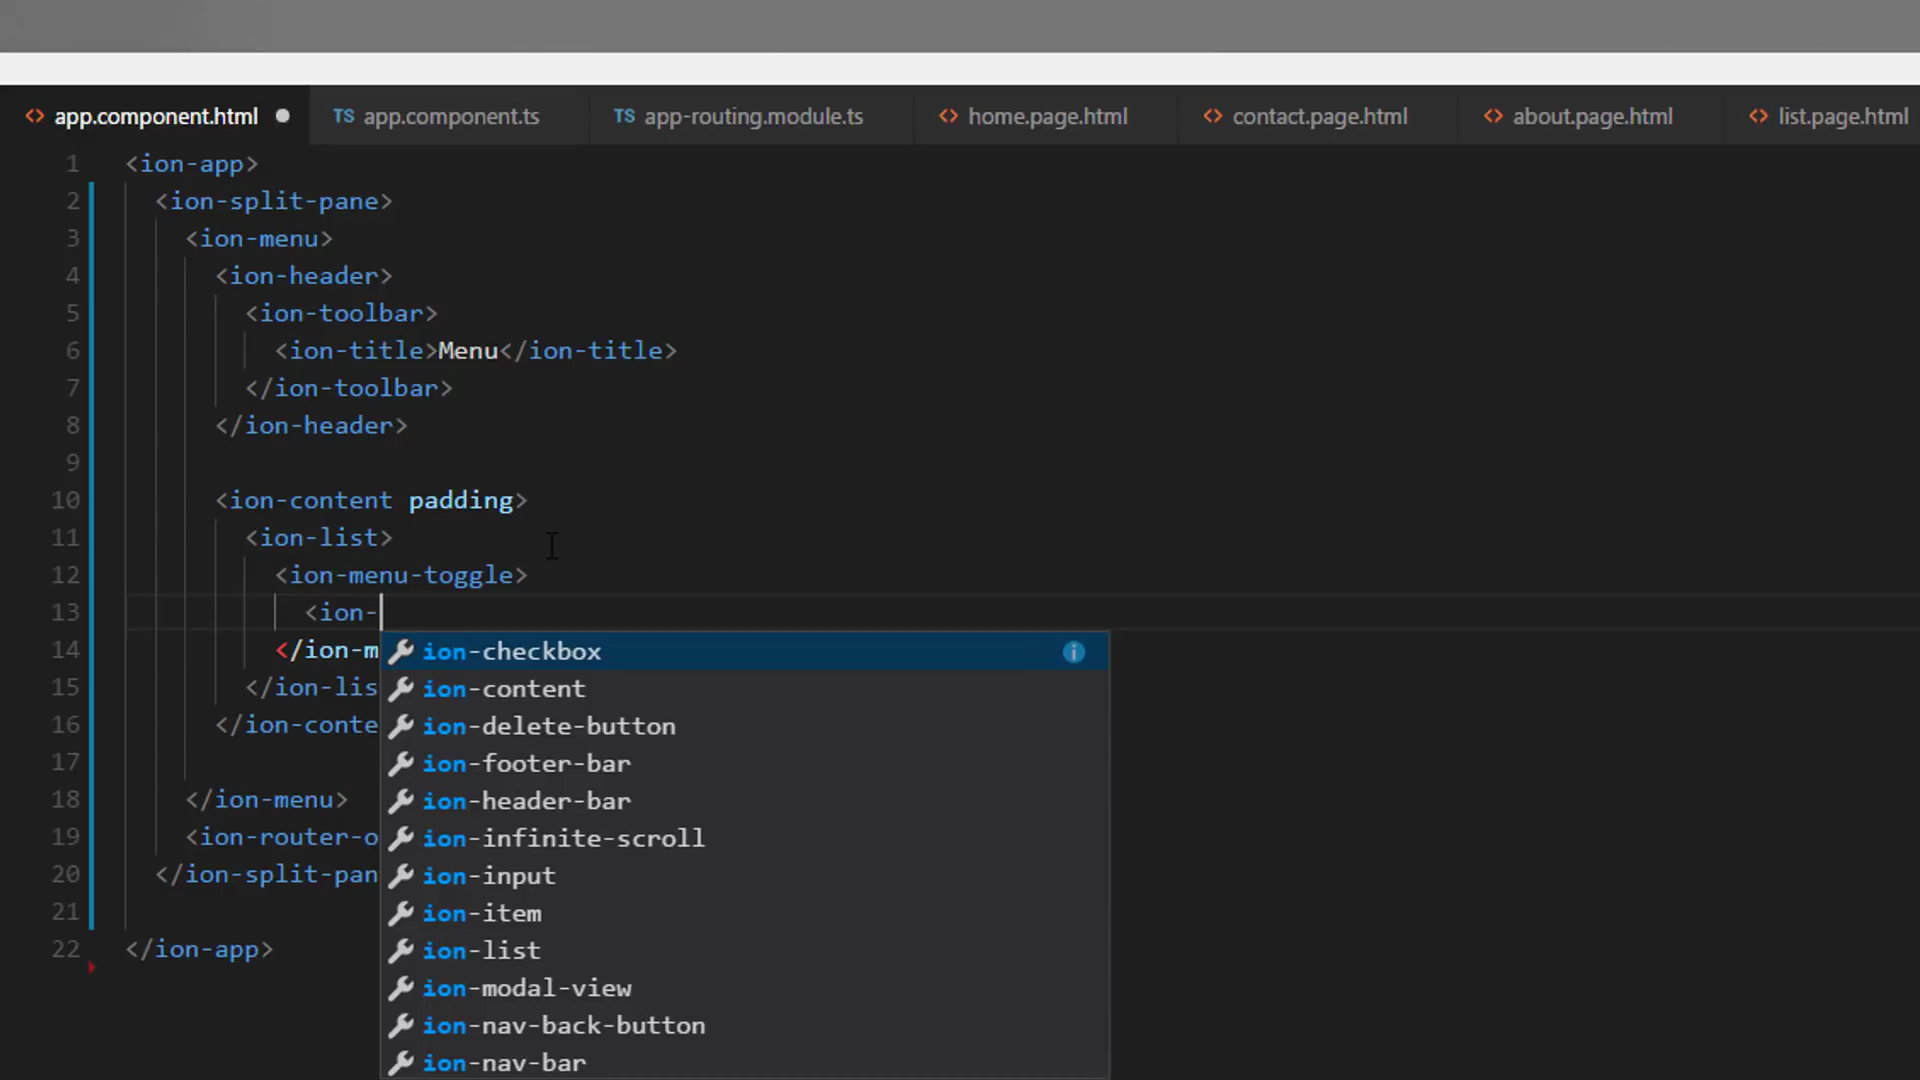 <> app.component.html ● TS app.component.ts TS app-routing.module.ts <> home.page.html <> contact.page.html <> about.page.html <> list.page.html
1 <ion-app>
2 <ion-split-pane>
3 <ion-menu>
4 <ion-header>
5 <ion-toolbar>
6 <ion-title>Menu</ion-title>
7 </ion-toolbar>
8 </ion-header>
9
10 <ion-content padding>
11 <ion-list>
12 <ion-menu-toggle>
13 <ion-
14 </ion-m ion-checkbox
15 </ion-lis ion-content
16 </ion-conte ion-delete-button
17 ion-footer-bar
18 </ion-menu> ion-header-bar
19 <ion-router-o ion-infinite-scroll
20 </ion-split-pan ion-input
21 ion-item
22 </ion-app> ion-list
ion-modal-view
ion-nav-back-button
ion-nav-bar